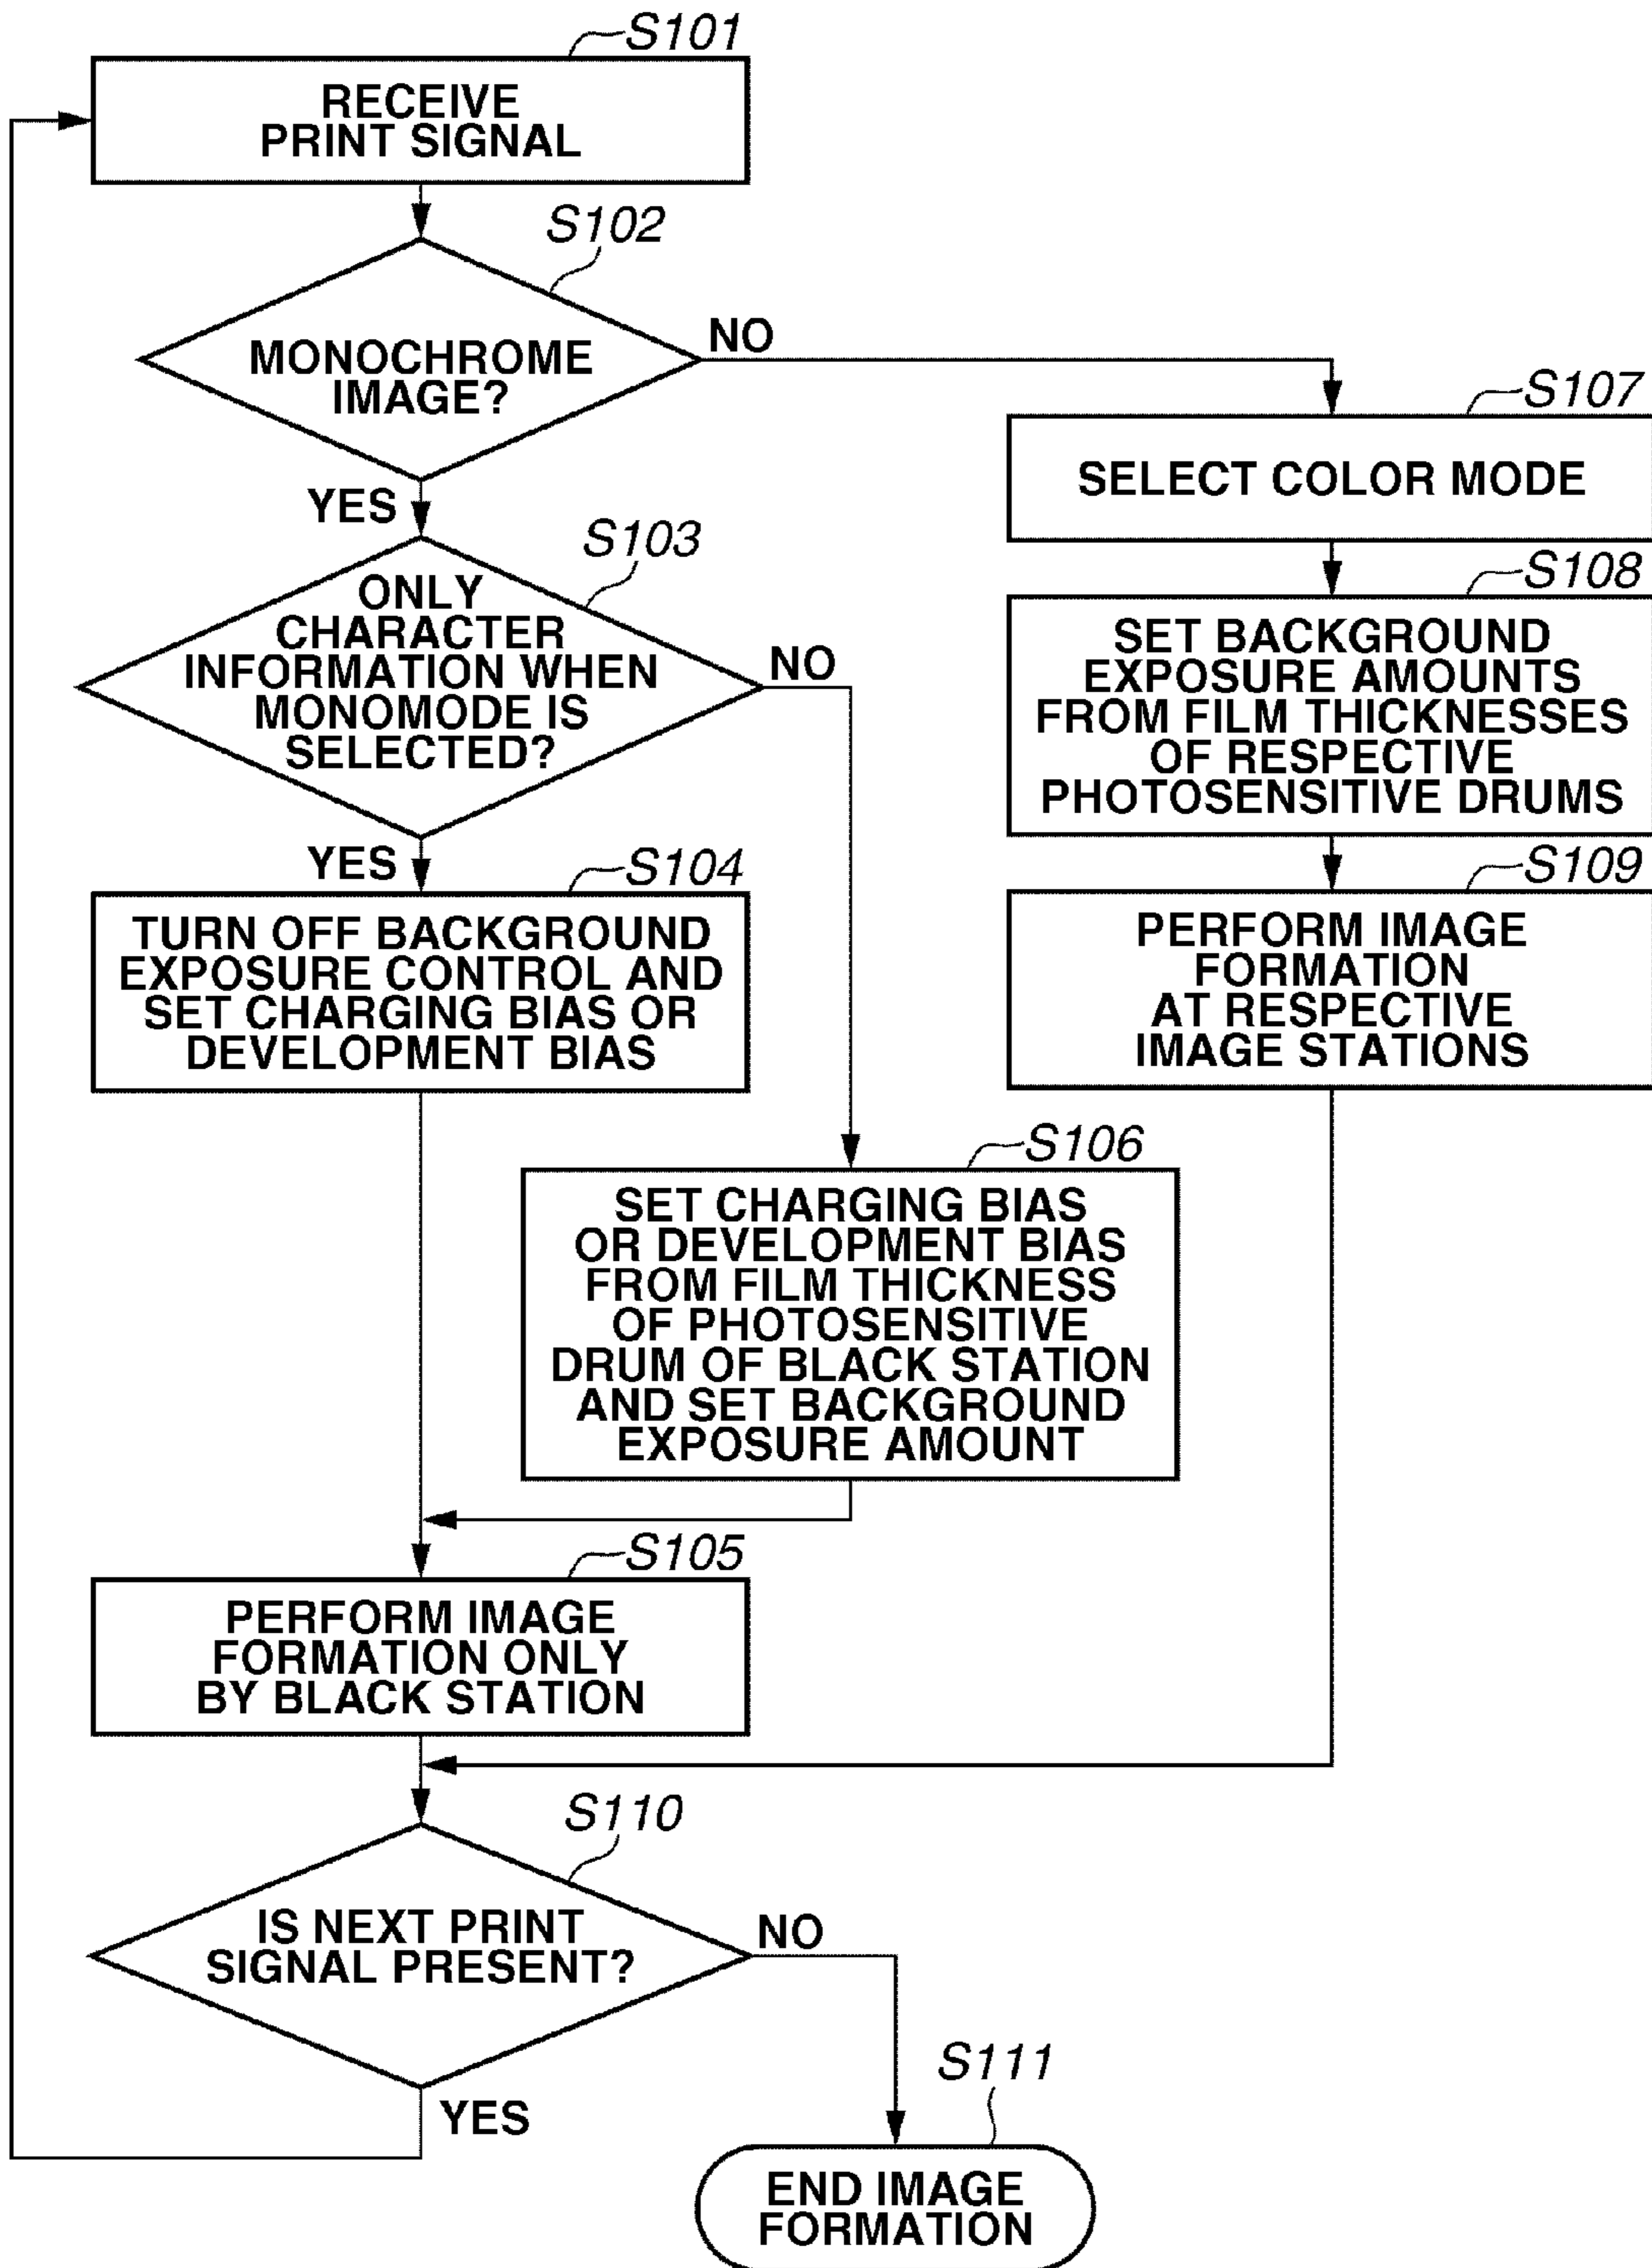 S101
RECEIVE
PRINT SIGNAL
S102
MONOCHROME
IMAGE?
NO
YES
S107
SELECT COLOR MODE
S103
ONLY
CHARACTER
INFORMATION WHEN
MONOMODE IS
SELECTED?
NO
YES
S108
SET BACKGROUND
EXPOSURE AMOUNTS
FROM FILM THICKNESSES
OF RESPECTIVE
PHOTOSENSITIVE DRUMS
S104
TURN OFF BACKGROUND
EXPOSURE CONTROL AND
SET CHARGING BIAS OR
DEVELOPMENT BIAS
S109
PERFORM IMAGE
FORMATION
AT RESPECTIVE
IMAGE STATIONS
S106
SET CHARGING BIAS
OR DEVELOPMENT BIAS
FROM FILM THICKNESS
OF PHOTOSENSITIVE
DRUM OF BLACK STATION
AND SET BACKGROUND
EXPOSURE AMOUNT
S105
PERFORM IMAGE
FORMATION ONLY
BY BLACK STATION
S110
IS NEXT PRINT
SIGNAL PRESENT?
NO
YES
S111
END IMAGE
FORMATION